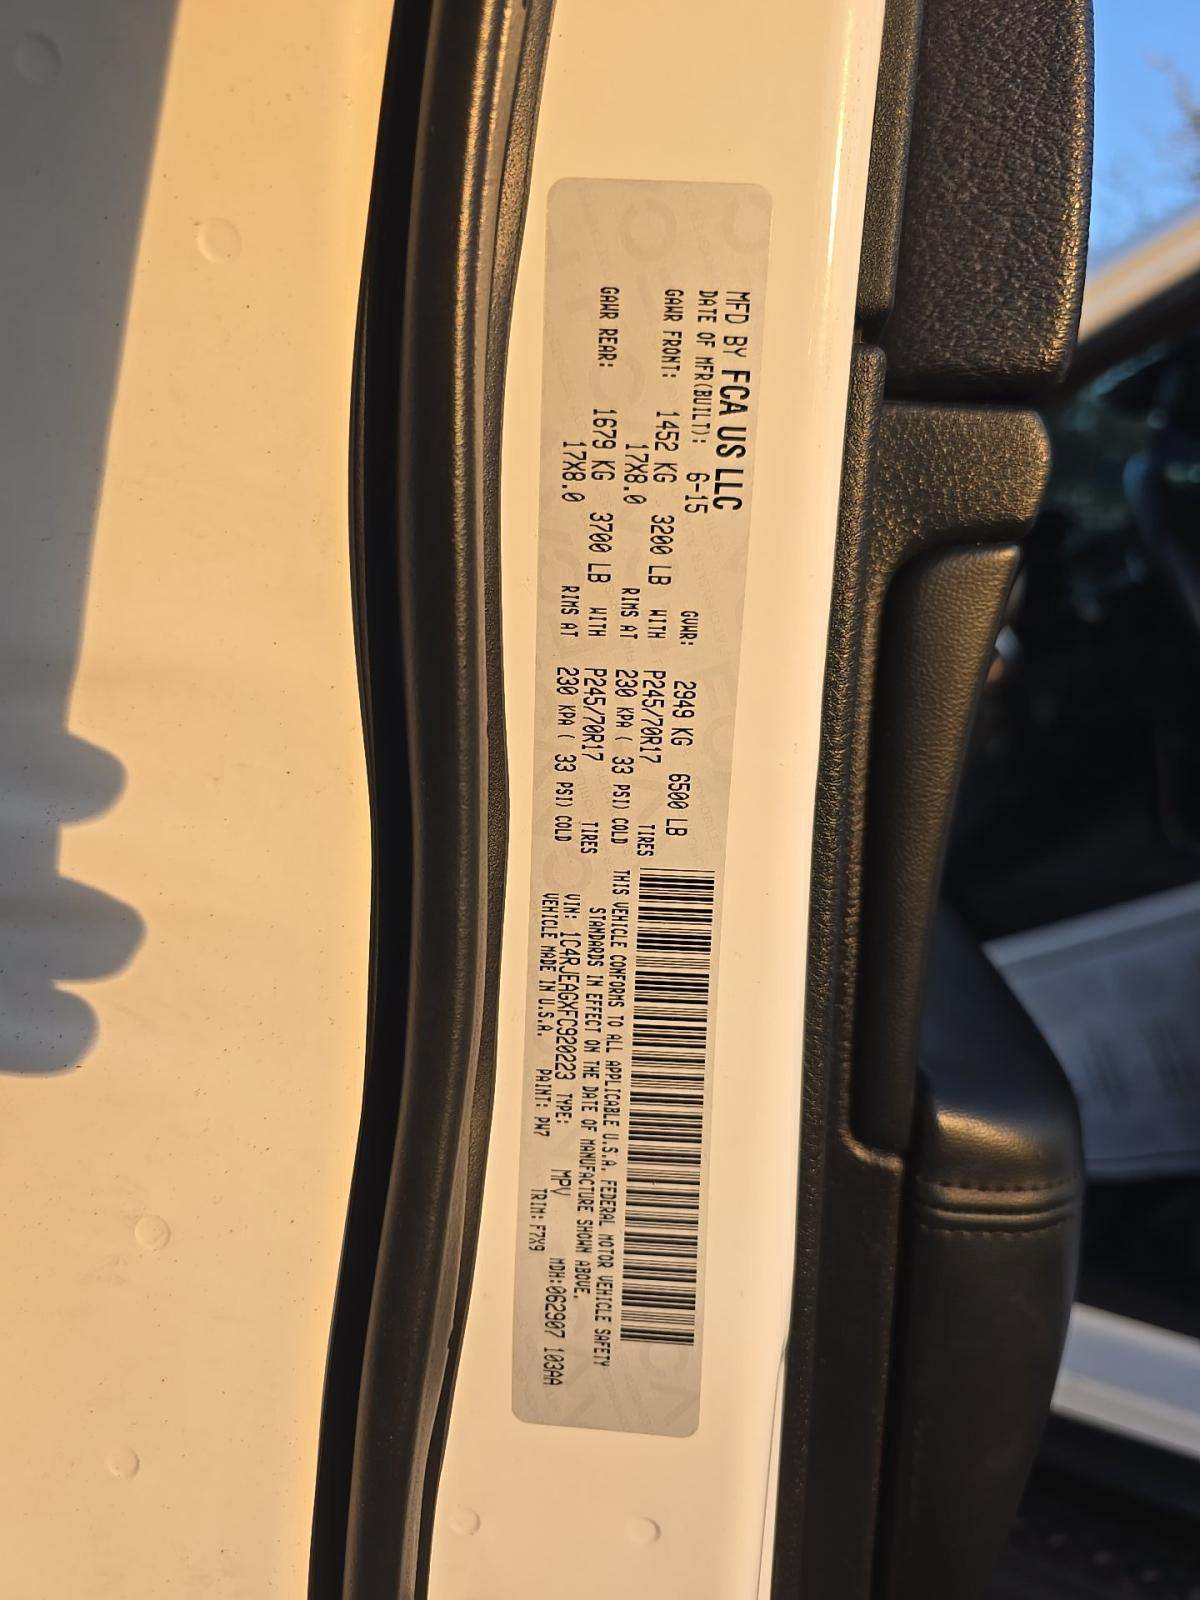 MFD BY FCA US LLC
DATE OF MFR(BUILT): 6-15 GVWR: 2949 KG 6500 LB
GAWR FRONT: 1452 KG 3200 LB WITH P245/70R17 TIRES
17X8.0 RIMS AT 230 KPA ( 33 PSI) COLD
GAWR REAR: 1679 KG 3700 LB WITH P245/70R17 TIRES
17X8.0 RIMS AT 230 KPA ( 33 PSI) COLD
THIS VEHICLE CONFORMS TO ALL APPLICABLE U.S.A. FEDERAL MOTOR VEHICLE SAFETY
STANDARDS IN EFFECT ON THE DATE OF MANUFACTURE SHOWN ABOVE.
VIN: 1C4RJEAGXFC920223 TYPE: MPV MDH:062907 103AA
VEHICLE MADE IN U.S.A. PAINT: PW7 TRIM: F7X9